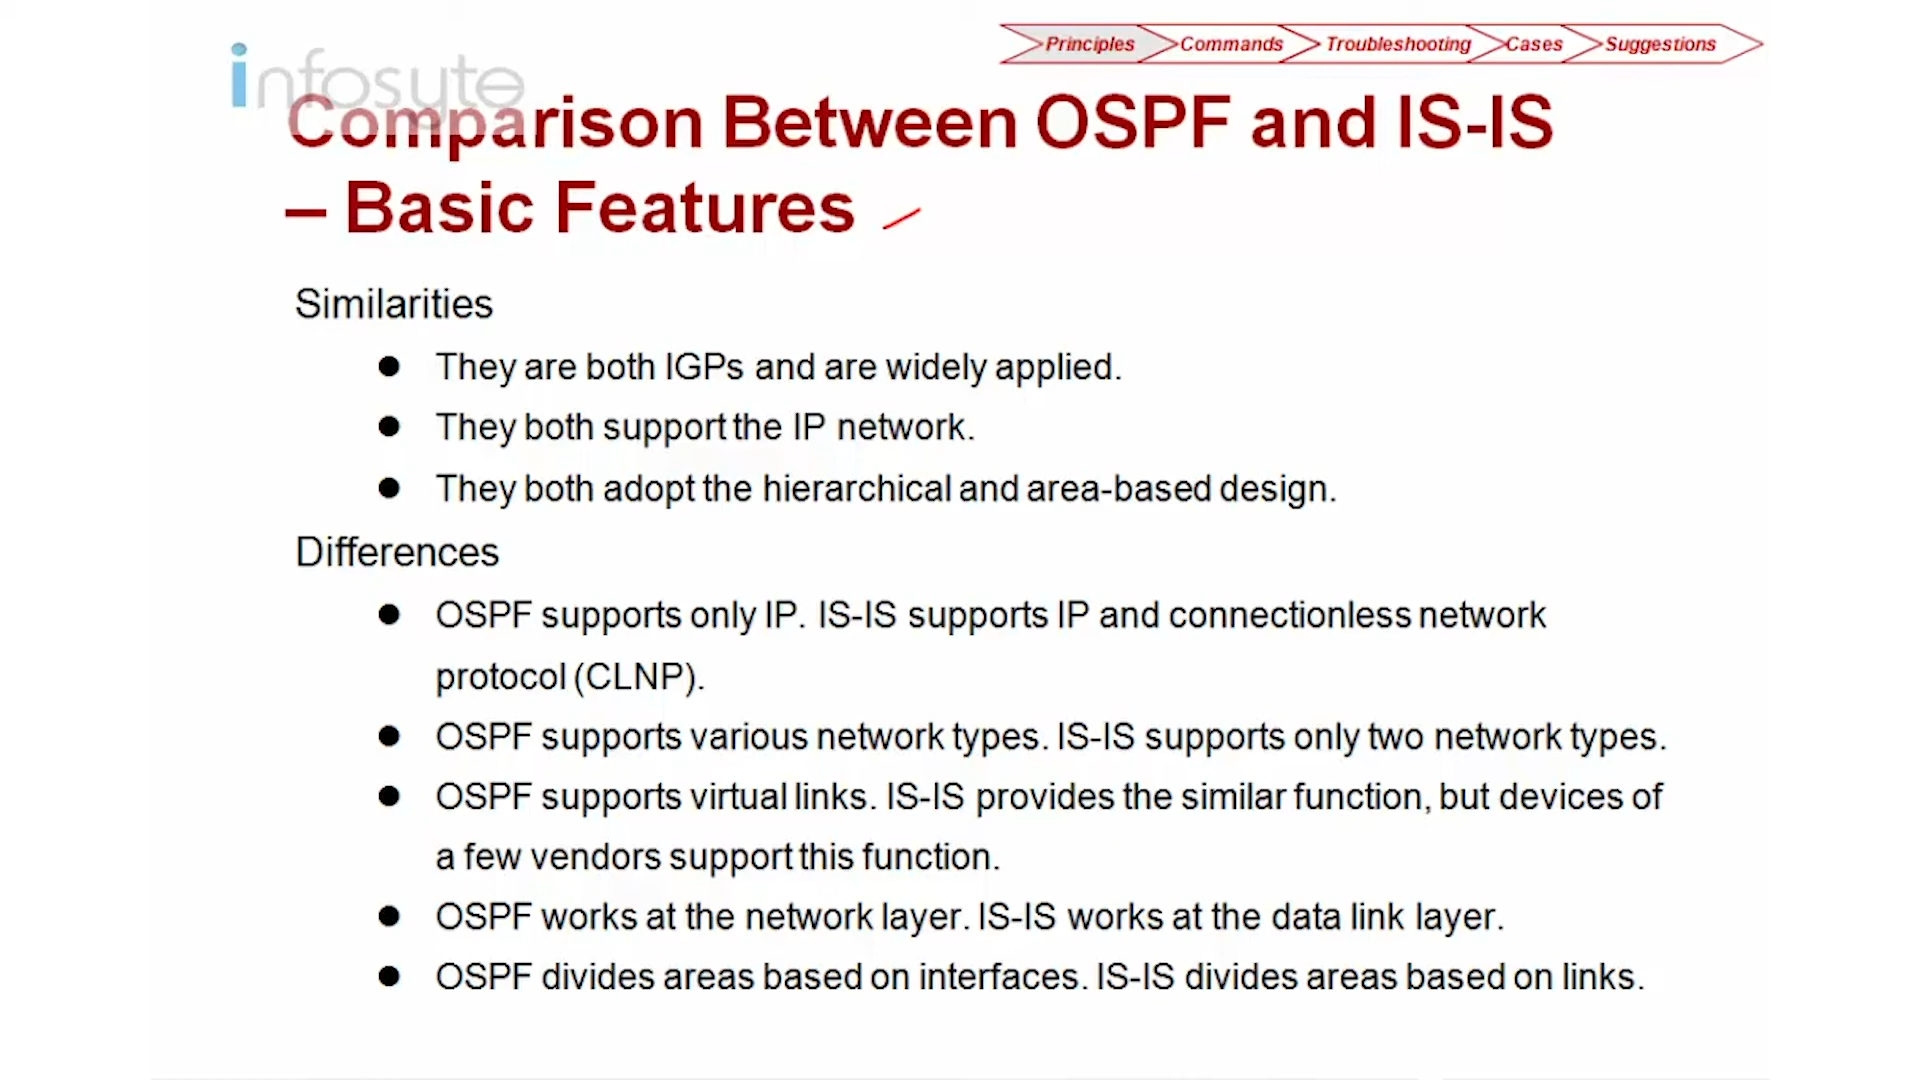 infosyte
Principles
Commands
Troubleshooting
Cases
Suggestions
Comparison Between OSPF and IS-IS
– Basic Features
Similarities
● They are both IGPs and are widely applied.
● They both support the IP network.
● They both adopt the hierarchical and area-based design.
Differences
● OSPF supports only IP. IS-IS supports IP and connectionless network
protocol (CLNP).
● OSPF supports various network types. IS-IS supports only two network types.
● OSPF supports virtual links. IS-IS provides the similar function, but devices of
a few vendors support this function.
● OSPF works at the network layer. IS-IS works at the data link layer.
● OSPF divides areas based on interfaces. IS-IS divides areas based on links.